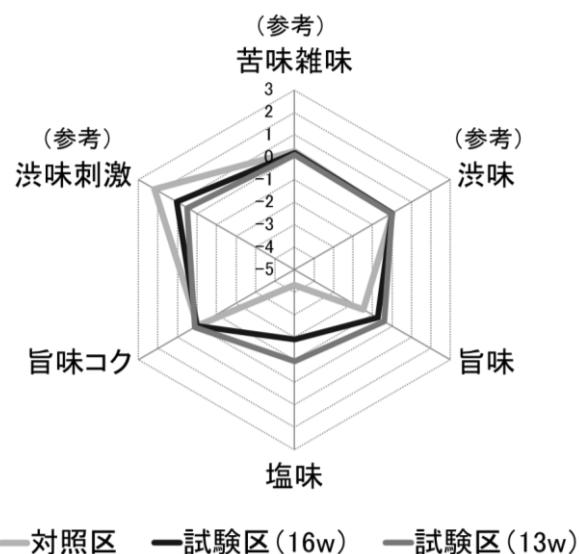 （参考）
苦味雑味
3
2
1
0
-1
-2
-3
-4
-5
（参考）
渋味刺激
（参考）
渋味
旨味コク
旨味
塩味
対照区 試験区（16w） 試験区（13w）